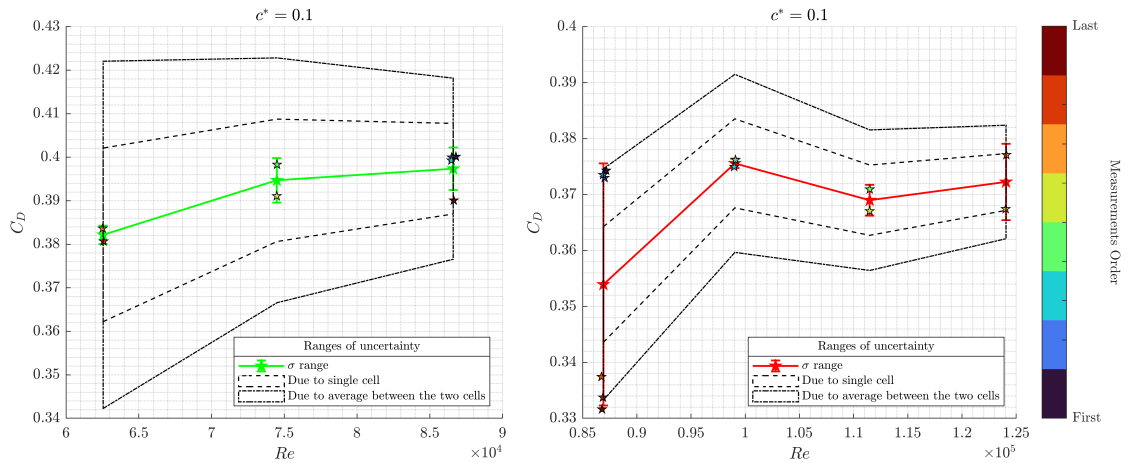 c* = 0.1
0.43
0.42
0.41
0.4
0.39
0.38
0.37
0.36
0.35
0.34
C_D
6
6.5
7
7.5
8
8.5
9
×10⁴
Re
Ranges of uncertainty
σ range
Due to single cell
Due to average between the two cells
c* = 0.1
0.4
0.39
0.38
0.37
0.36
0.35
0.34
0.33
C_D
0.85
0.9
0.95
1
1.05
1.1
1.15
1.2
1.25
×10⁵
Re
Ranges of uncertainty
σ range
Due to single cell
Due to average between the two cells
Last
Measurements Order
First